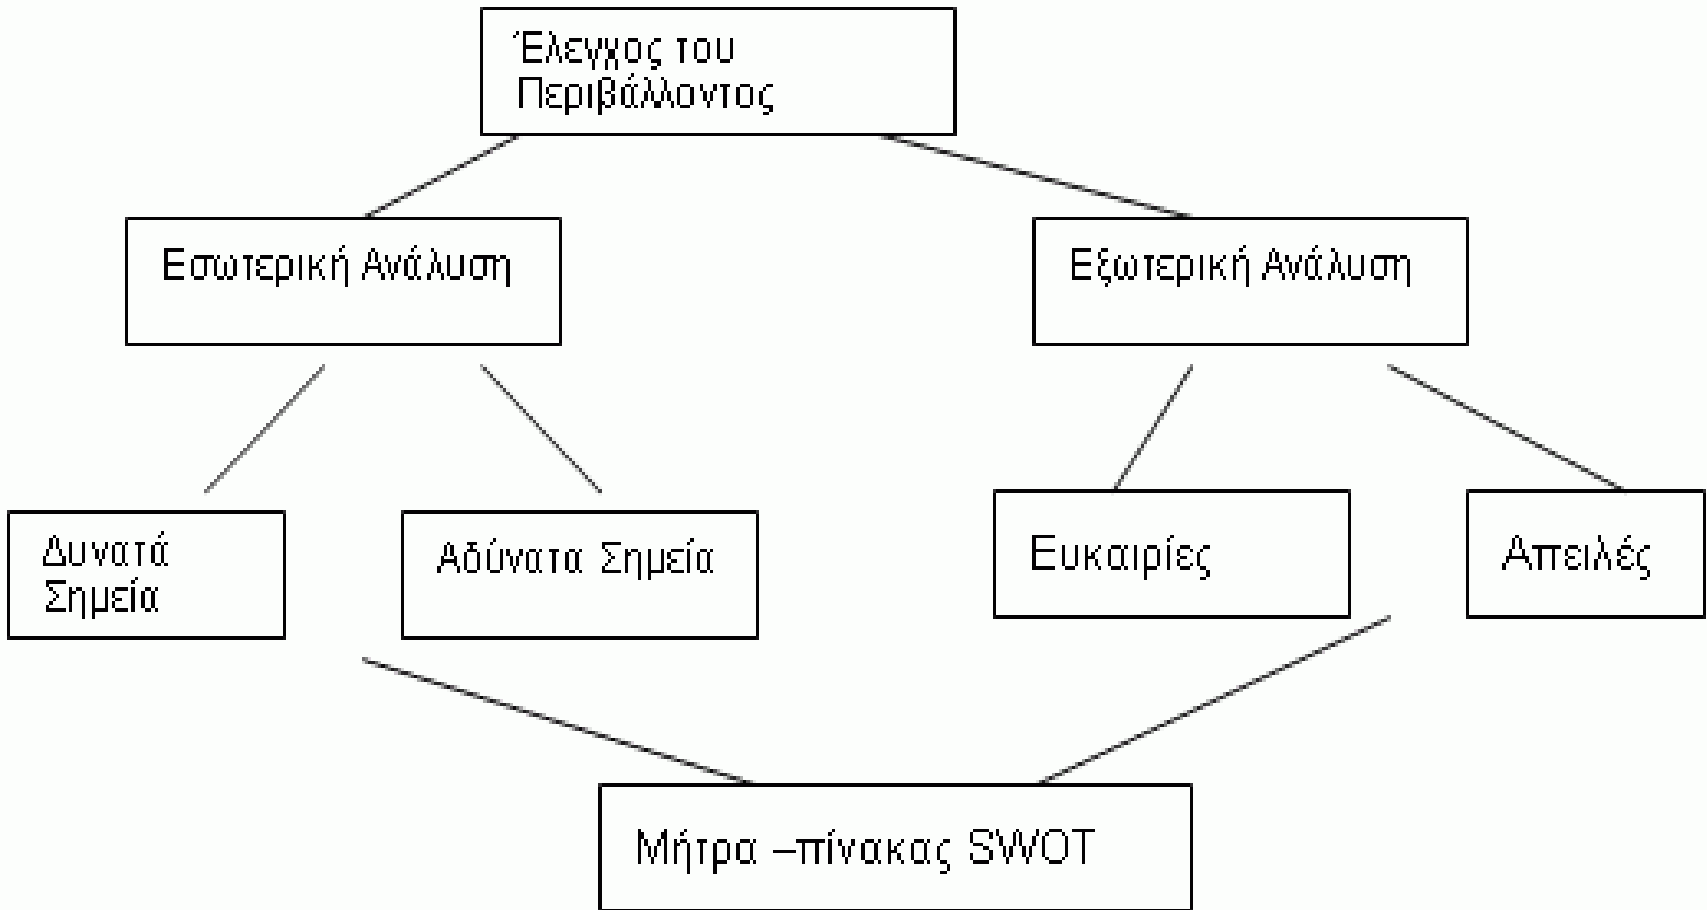 Έλεγχος του
Περιβάλλοντος
Εσωτερική Ανάλυση
Εξωτερική Ανάλυση
Δυνατά
Σημεία
Αδύνατα Σημεία
Ευκαιρίες
Απειλές
Μήτρα –πίνακας SWOT